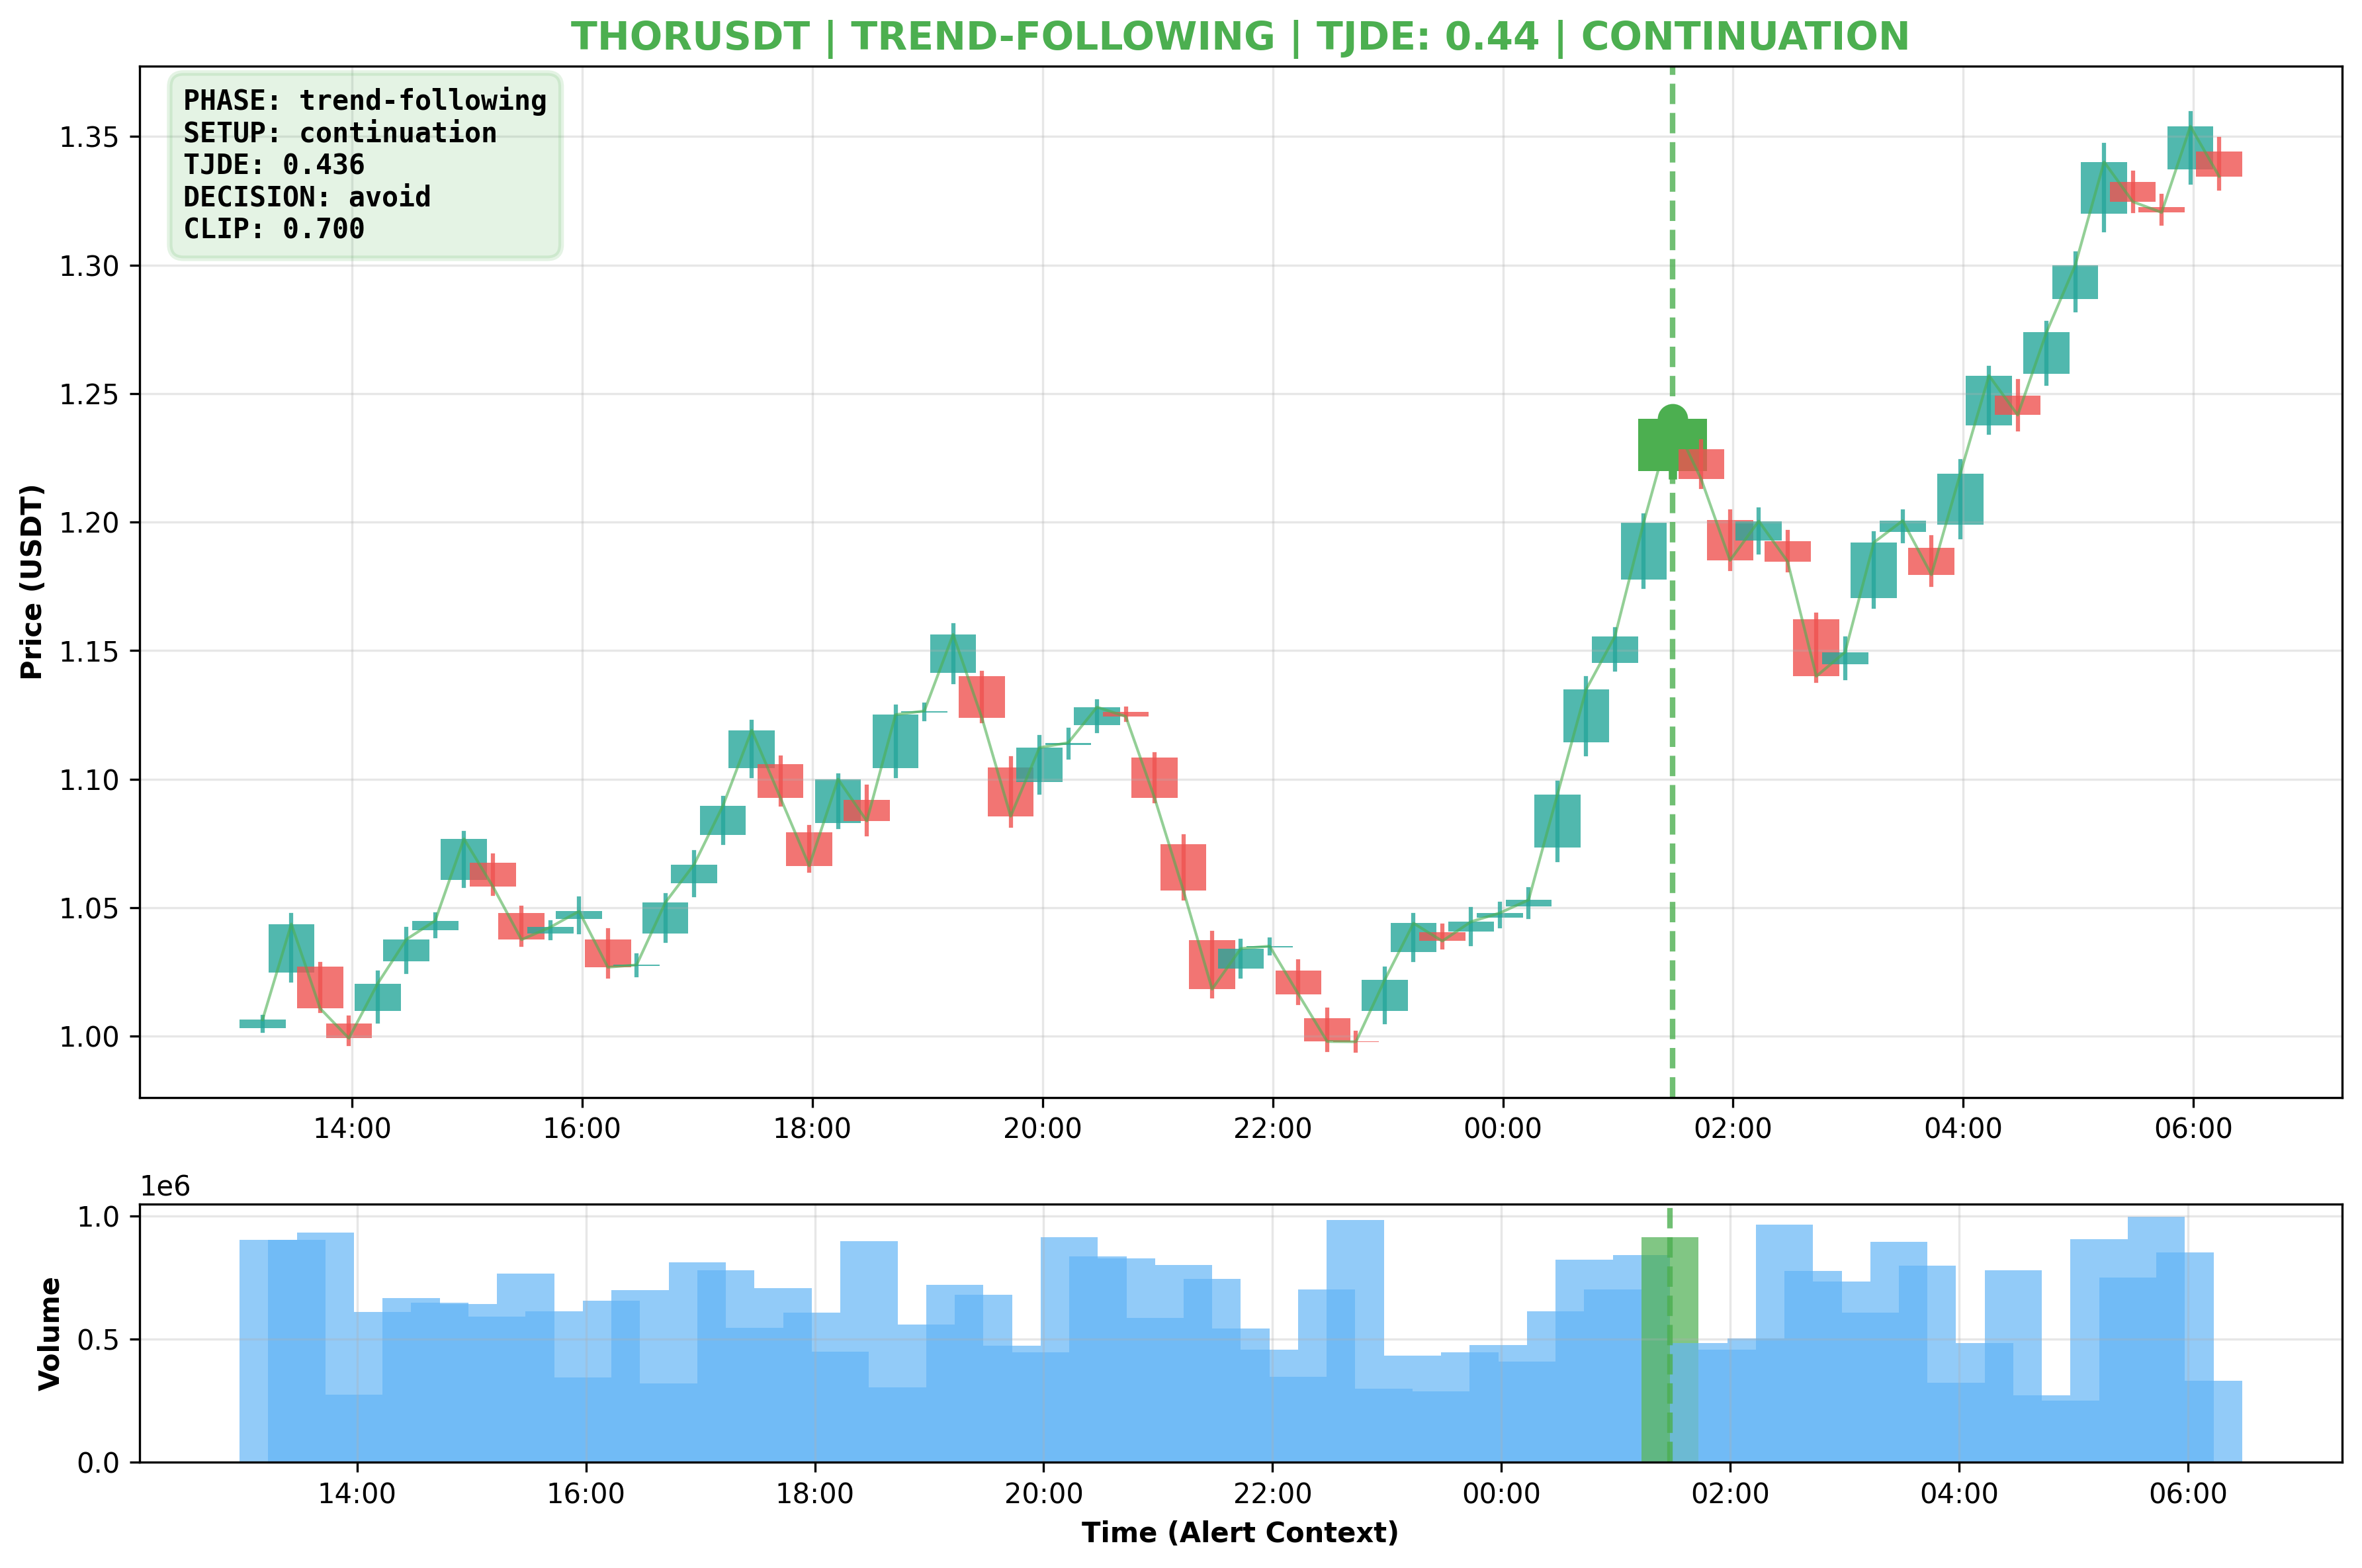 THORUSDT | TREND-FOLLOWING | TJDE: 0.44 | CONTINUATION
PHASE: trend-following
SETUP: continuation
TJDE: 0.436
DECISION: avoid
CLIP: 0.700
Price (USDT)
1.35
1.30
1.25
1.20
1.15
1.10
1.05
1.00
14:00 16:00 18:00 20:00 22:00 00:00 02:00 04:00 06:00
1e6
Volume
1.0
0.5
0.0
14:00 16:00 18:00 20:00 22:00 00:00 02:00 04:00 06:00
Time (Alert Context)